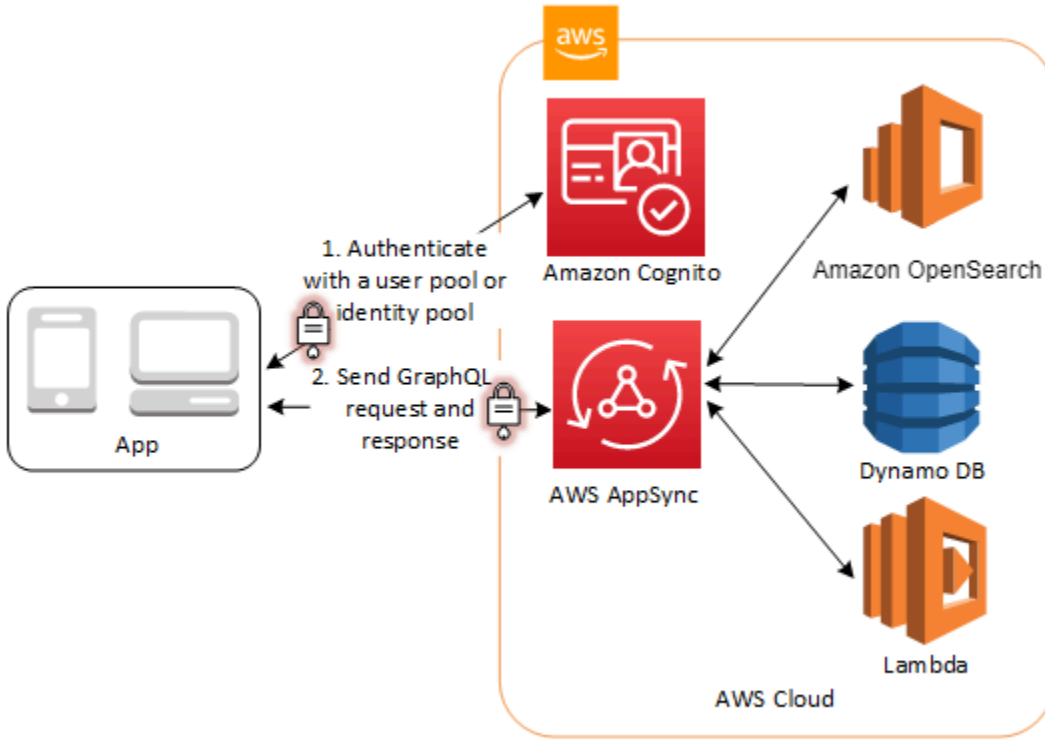 aws
1. Authenticate
with a user pool or
identity pool
Amazon Cognito
Amazon OpenSearch
2. Send GraphQL
request and
response
App
AWS AppSync
Dynamo DB
Lambda
AWS Cloud